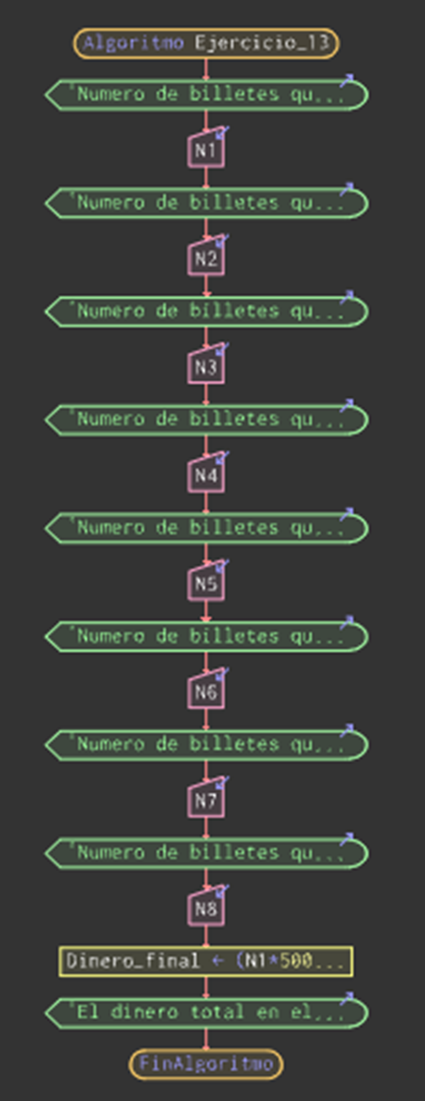 Algoritmo Ejercicio_13
'Numero de billetes qu...
N1
'Numero de billetes qu...
N2
'Numero de billetes qu...
N3
'Numero de billetes qu...
N4
'Numero de billetes qu...
N5
'Numero de billetes qu...
N6
'Numero de billetes qu...
N7
'Numero de billetes qu...
N8
Dinero_final ← (N1*500...
'El dinero total en el...
FinAlgoritmo